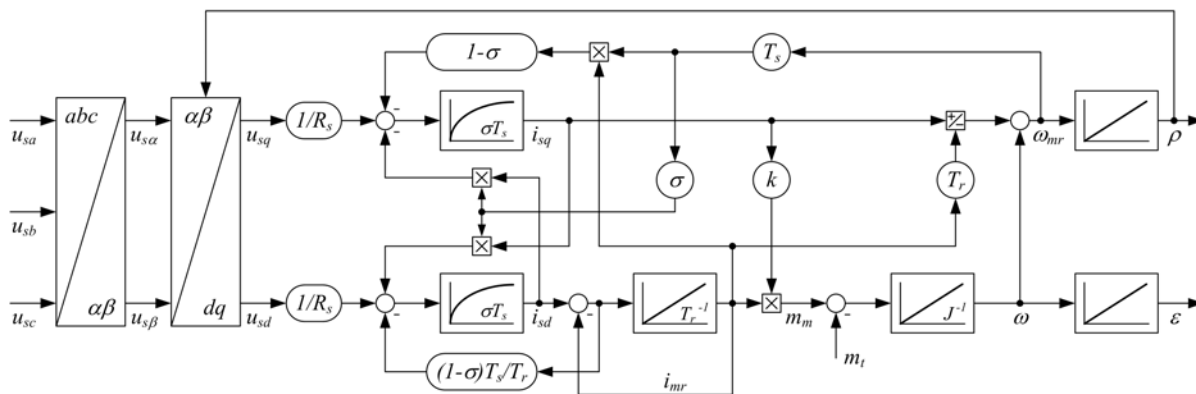 1-σ
×
T_s
abc
αβ
u_sa
u_sα
u_sq
1/R_s
-
-
σT_s
i_sq
+/-
ω_mr
ρ
u_sb
×
σ
k
T_r
×
αβ
dq
u_sc
u_sβ
u_sd
1/R_s
-
σT_s
i_sd
-
T_r^-1
×
m_m
-
J^-1
ω
ε
(1-σ)T_s/T_r
i_mr
m_t